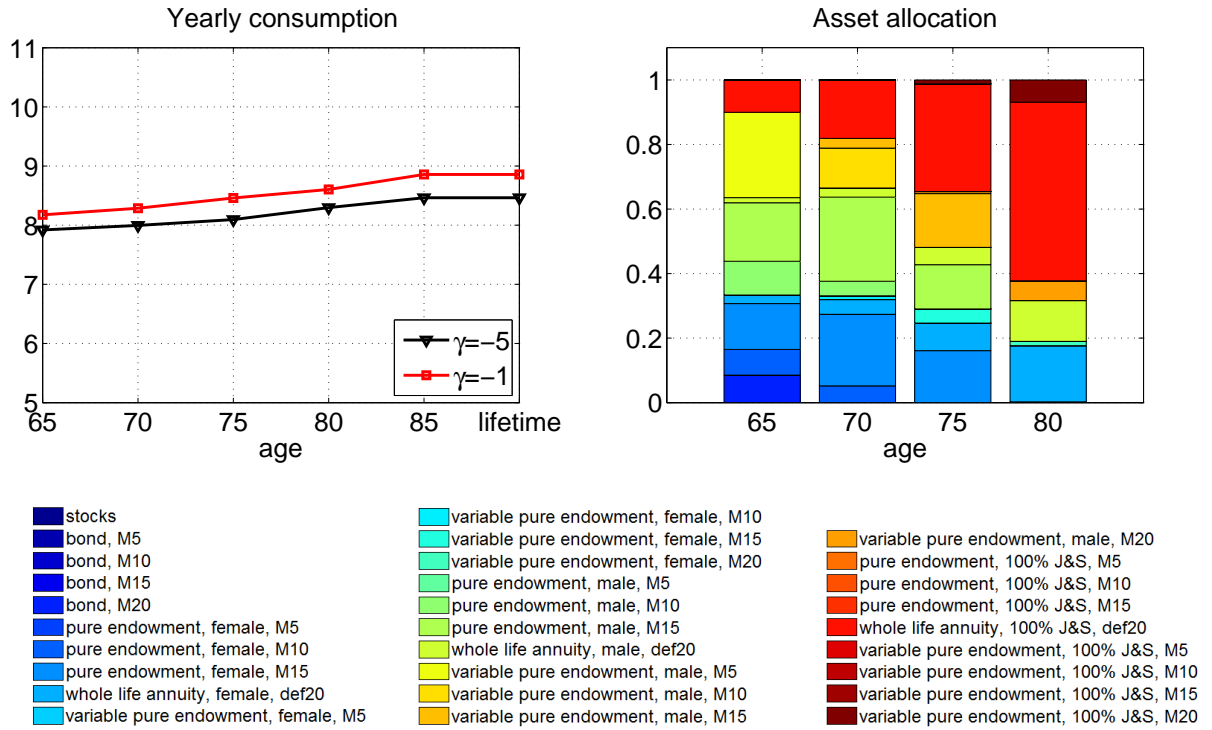 Yearly consumption
11
10
9
8
7
6
5
65
70
75
80
85
lifetime
age
γ=−5
γ=−1
Asset allocation
1
0.8
0.6
0.4
0.2
0
65
70
75
80
age
stocks
bond, M5
bond, M10
bond, M15
bond, M20
pure endowment, female, M5
pure endowment, female, M10
pure endowment, female, M15
whole life annuity, female, def20
variable pure endowment, female, M5
variable pure endowment, female, M10
variable pure endowment, female, M15
variable pure endowment, female, M20
pure endowment, male, M5
pure endowment, male, M10
pure endowment, male, M15
whole life annuity, male, def20
variable pure endowment, male, M5
variable pure endowment, male, M10
variable pure endowment, male, M15
variable pure endowment, male, M20
pure endowment, 100% J&S, M5
pure endowment, 100% J&S, M10
pure endowment, 100% J&S, M15
whole life annuity, 100% J&S, def20
variable pure endowment, 100% J&S, M5
variable pure endowment, 100% J&S, M10
variable pure endowment, 100% J&S, M15
variable pure endowment, 100% J&S, M20